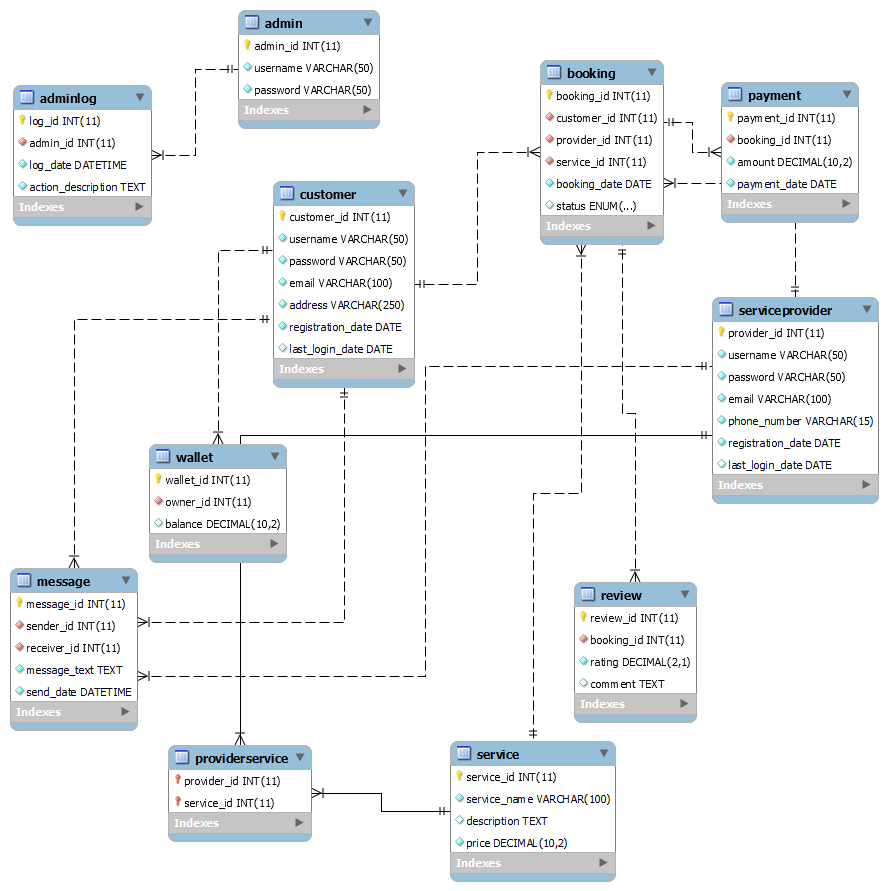 admin
admin_id INT(11)
username VARCHAR(50)
password VARCHAR(50)
Indexes
adminlog
log_id INT(11)
admin_id INT(11)
log_date DATETIME
action_description TEXT
Indexes
booking
booking_id INT(11)
customer_id INT(11)
provider_id INT(11)
service_id INT(11)
booking_date DATE
status ENUM(...)
Indexes
payment
payment_id INT(11)
booking_id INT(11)
amount DECIMAL(10,2)
payment_date DATE
Indexes
customer
customer_id INT(11)
username VARCHAR(50)
password VARCHAR(50)
email VARCHAR(100)
address VARCHAR(250)
registration_date DATE
last_login_date DATE
Indexes
serviceprovider
provider_id INT(11)
username VARCHAR(50)
password VARCHAR(50)
email VARCHAR(100)
phone_number VARCHAR(15)
registration_date DATE
last_login_date DATE
Indexes
wallet
wallet_id INT(11)
owner_id INT(11)
balance DECIMAL(10,2)
Indexes
message
message_id INT(11)
sender_id INT(11)
receiver_id INT(11)
message_text TEXT
send_date DATETIME
Indexes
review
review_id INT(11)
booking_id INT(11)
rating DECIMAL(2,1)
comment TEXT
Indexes
providerservice
provider_id INT(11)
service_id INT(11)
Indexes
service
service_id INT(11)
service_name VARCHAR(100)
description TEXT
price DECIMAL(10,2)
Indexes